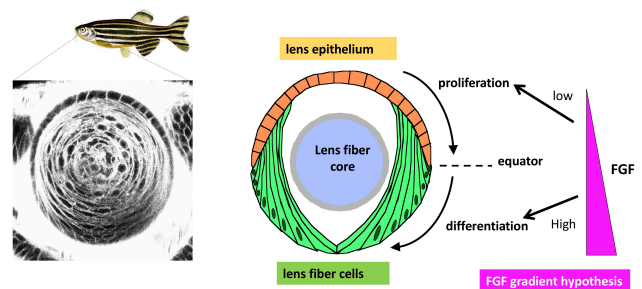 lens epithelium
proliferation
low
Lens fiber
core
equator
FGF
differentiation
High
lens fiber cells
FGF gradient hypothesis